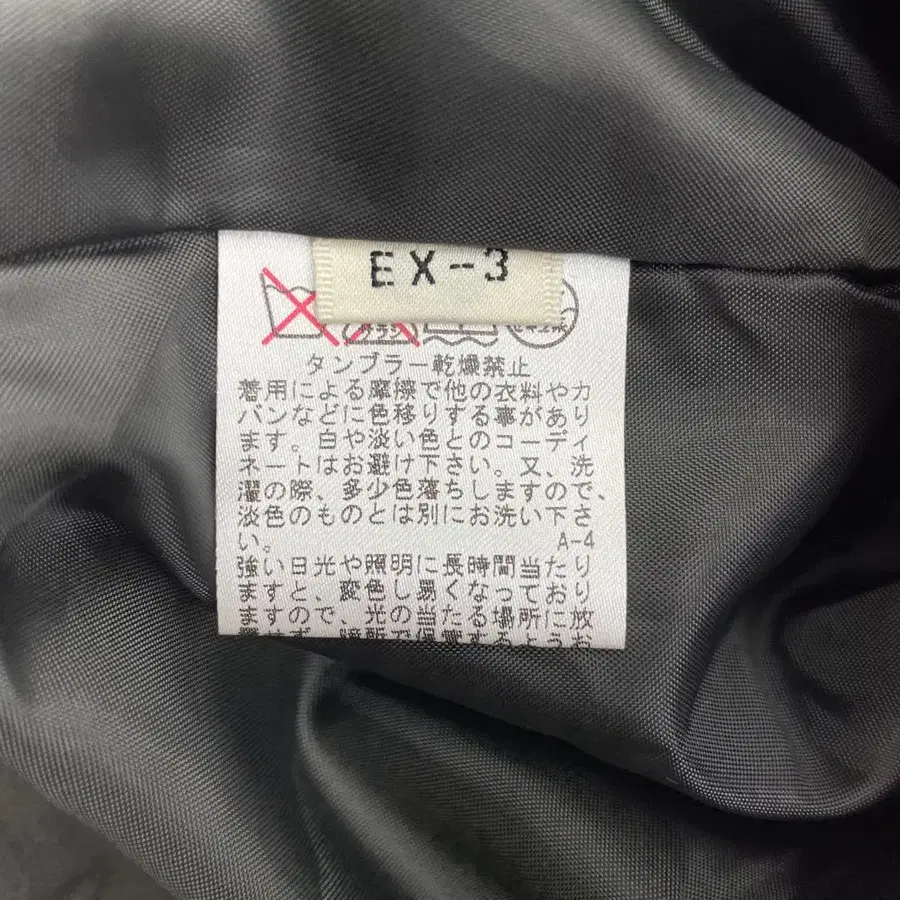 EX-3
タンブラー乾燥禁止
着用による摩擦で他の衣料やカ
バンなどに色移りする事があり
ます。白や淡い色とのコーディ
ネートはお避け下さい。又、洗
濯の際、多少色落ちしますので、
淡色のものとは別にお洗い下さ
い。 A-4
強い日光や照明に長時間当たり
ますと、変色し易くなっており
ますので、光の当たる場所に放